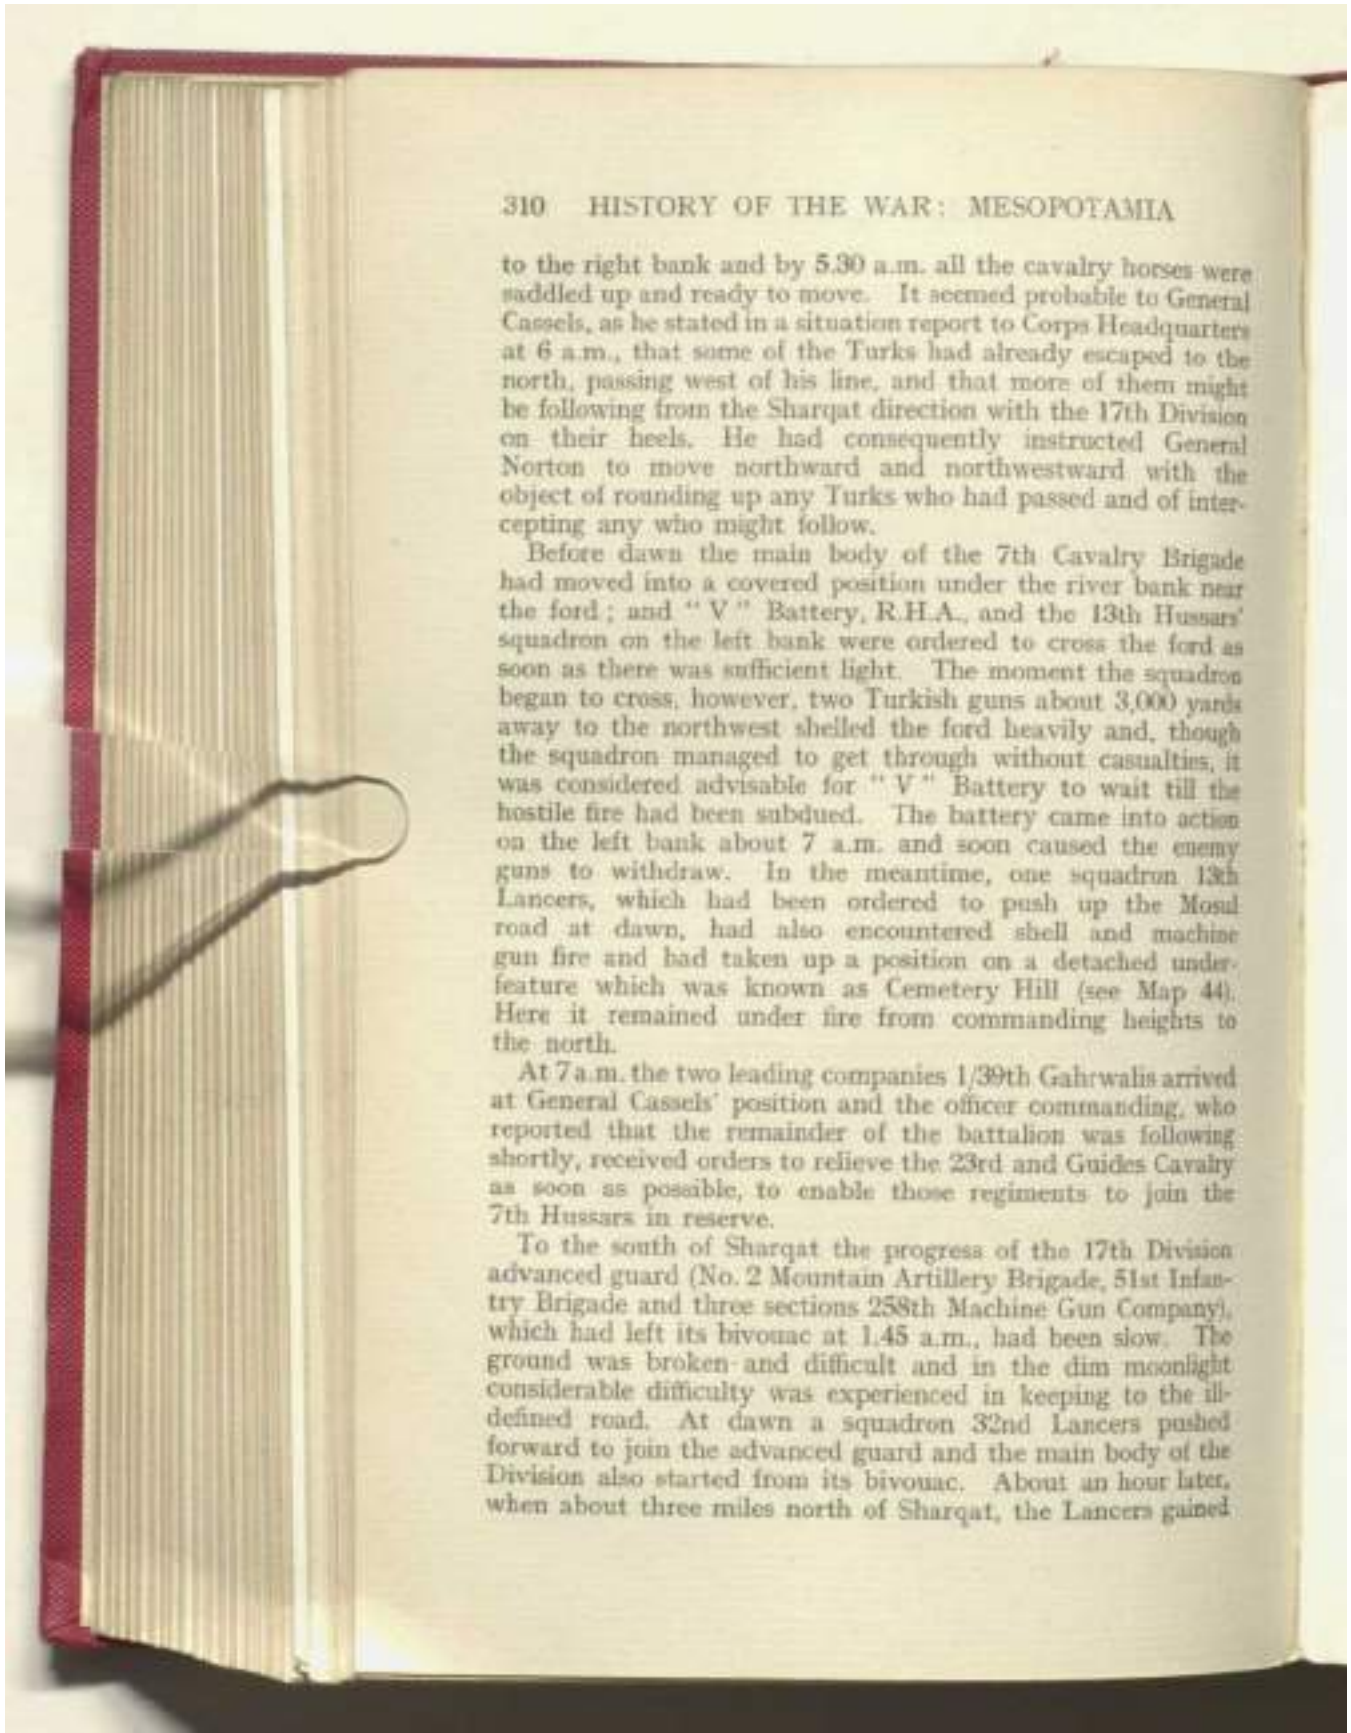 310 HISTORY OF THE WAR: MESOPOTAMIA
to the right bank and by 5.30 a.m. all the cavalry horses were
saddled up and ready to move. It seemed probable to General
Cassels, as he stated in a situation report to Corps Headquarters
at 6 a.m., that some of the Turks had already escaped to the
north, passing west of his line, and that more of them might
be following from the Sharqat direction with the 17th Division
on their heels. He had consequently instructed General
Norton to move northward and northwestward with the
object of rounding up any Turks who had passed and of inter-
cepting any who might follow.
Before dawn the main body of the 7th Cavalry Brigade
had moved into a covered position under the river bank near
the ford; and "V" Battery, R.H.A., and the 13th Hussars'
squadron on the left bank were ordered to cross the ford as
soon as there was sufficient light. The moment the squadron
began to cross, however, two Turkish guns about 3,000 yards
away to the northwest shelled the ford heavily and, though
the squadron managed to get through without casualties, it
was considered advisable for "V" Battery to wait till the
hostile fire had been subdued. The battery came into action
on the left bank about 7 a.m. and soon caused the enemy
guns to withdraw. In the meantime, one squadron 13th
Lancers, which had been ordered to push up the Mosul
road at dawn, had also encountered shell and machine
gun fire and had taken up a position on a detached under-
feature which was known as Cemetery Hill (see Map 44).
Here it remained under fire from commanding heights to
the north.
At 7 a.m. the two leading companies 1/39th Gahrwalis arrived
at General Cassels' position and the officer commanding, who
reported that the remainder of the battalion was following
shortly, received orders to relieve the 23rd and Guides Cavalry
as soon as possible, to enable those regiments to join the
7th Hussars in reserve.
To the south of Sharqat the progress of the 17th Division
advanced guard (No. 2 Mountain Artillery Brigade, 51st Infan-
try Brigade and three sections 258th Machine Gun Company),
which had left its bivouac at 1.45 a.m., had been slow. The
ground was broken and difficult and in the dim moonlight
considerable difficulty was experienced in keeping to the ill-
defined road. At dawn a squadron 32nd Lancers pushed
forward to join the advanced guard and the main body of the
Division also started from its bivouac. About an hour later,
when about three miles north of Sharqat, the Lancers gained